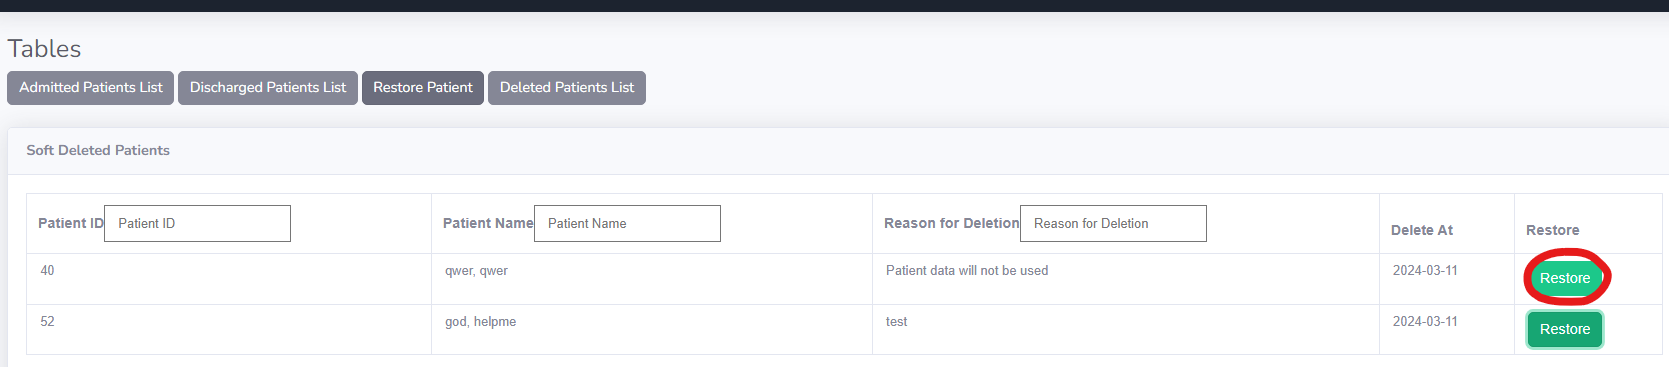 Tables
Admitted Patients List Discharged Patients List Restore Patient Deleted Patients List
Soft Deleted Patients
Patient ID Patient ID Patient Name Patient Name Reason for Deletion Reason for Deletion Delete At Restore
40 qwer, qwer Patient data will not be used 2024-03-11 Restore
52 god, helpme test 2024-03-11 Restore